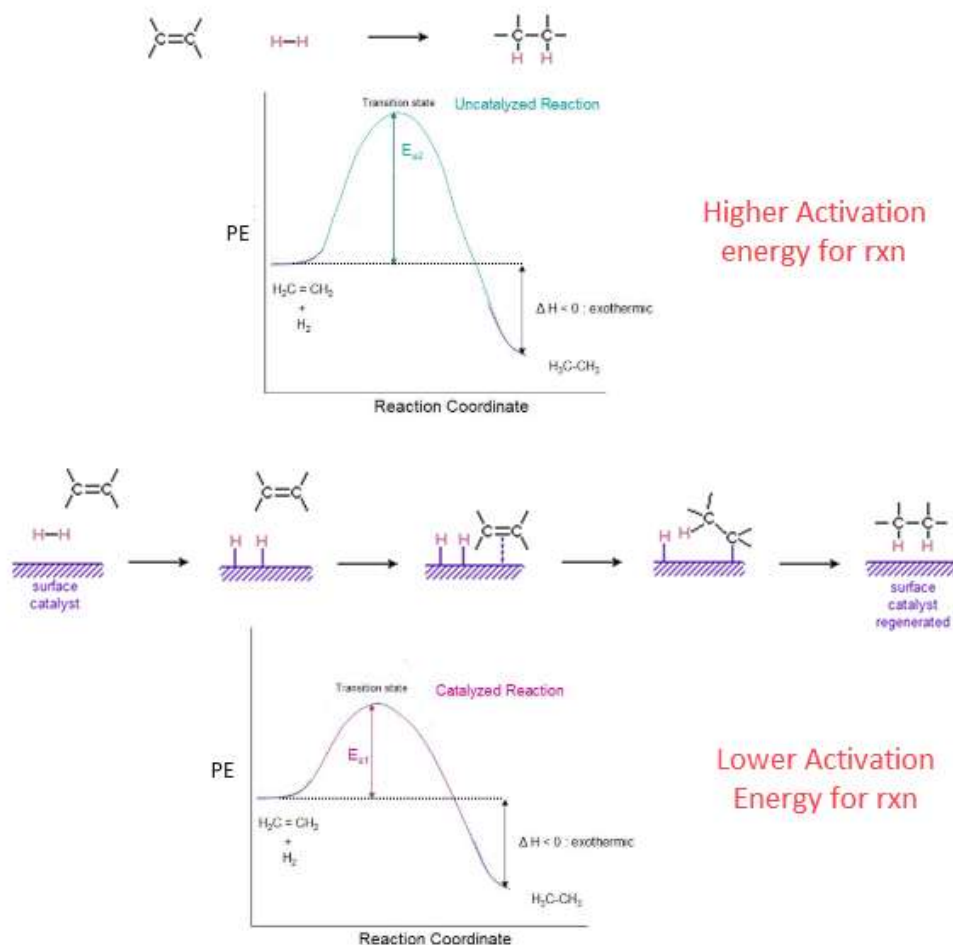 C=C
H–H
C–C
H H
Transition state
Uncatalyzed Reaction
Eₐ₂
Higher Activation
energy for rxn
PE
H₂C = CH₂
+
H₂
Δ H < 0 : exothermic
H₃C-CH₃
Reaction Coordinate
C=C
C=C
H–H
H H
H H C=C
H H C
C
C–C
H H
surface
catalyst
surface
catalyst
regenerated
Transition state
Catalyzed Reaction
Eₐ₁
Lower Activation
Energy for rxn
PE
H₂C = CH₂
+
H₂
Δ H < 0 : exothermic
H₃C-CH₃
Reaction Coordinate